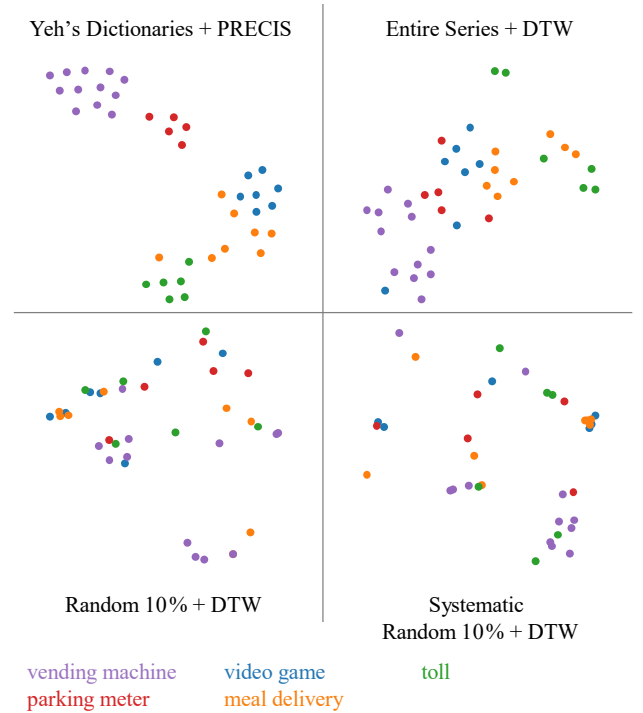 Yeh's Dictionaries + PRECIS
Entire Series + DTW
Random 10% + DTW
Systematic
Random 10% + DTW
vending machine
video game
toll
parking meter
meal delivery